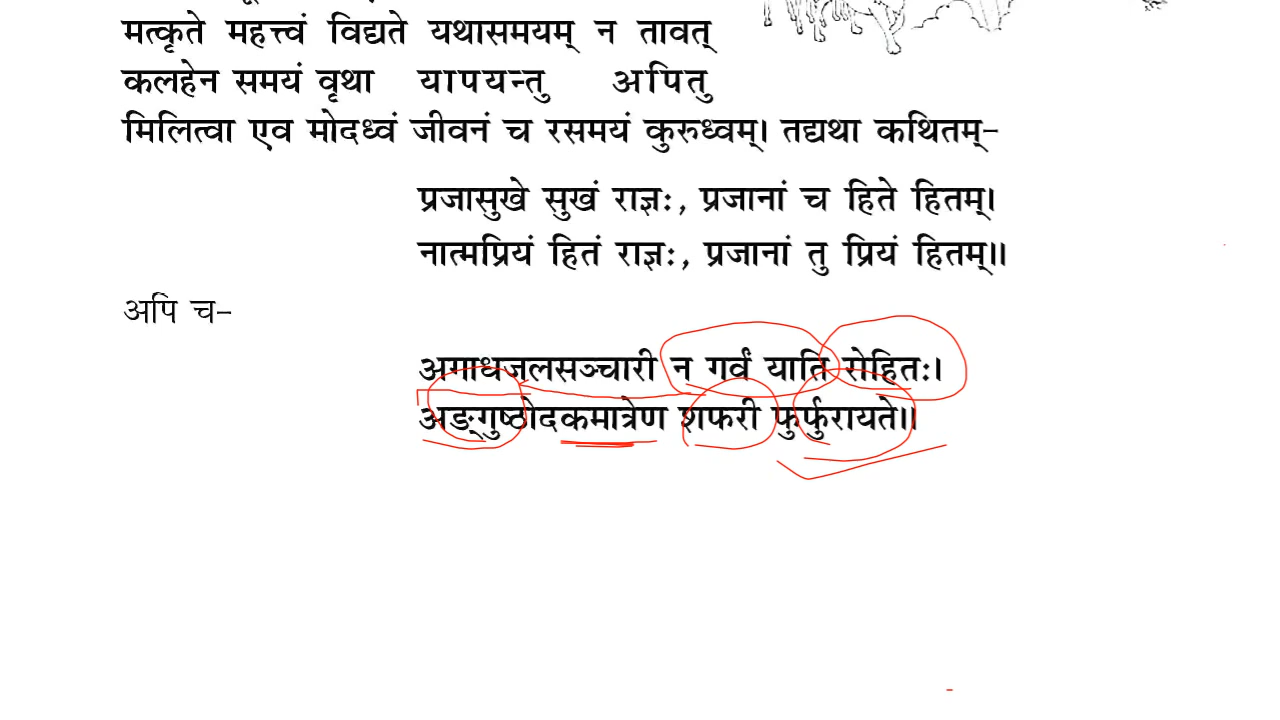 मत्कृते महत्त्वं विद्यते यथासमयम् न तावत्
कलहेन समयं वृथा यापयन्तु अपितु
मिलित्वा एव मोदध्वं जीवनं च रसमयं कुरुध्वम्। तद्यथा कथितम्-
प्रजासुखे सुखं राज्ञः, प्रजानां च हिते हितम्।
नात्मप्रियं हितं राज्ञः, प्रजानां तु प्रियं हितम्॥
अपि च-
अगाधजलसञ्चारी न गर्वं याति रोहितः।
अङ्गुष्ठोदकमात्रेण शफरी फुर्फुरायते॥